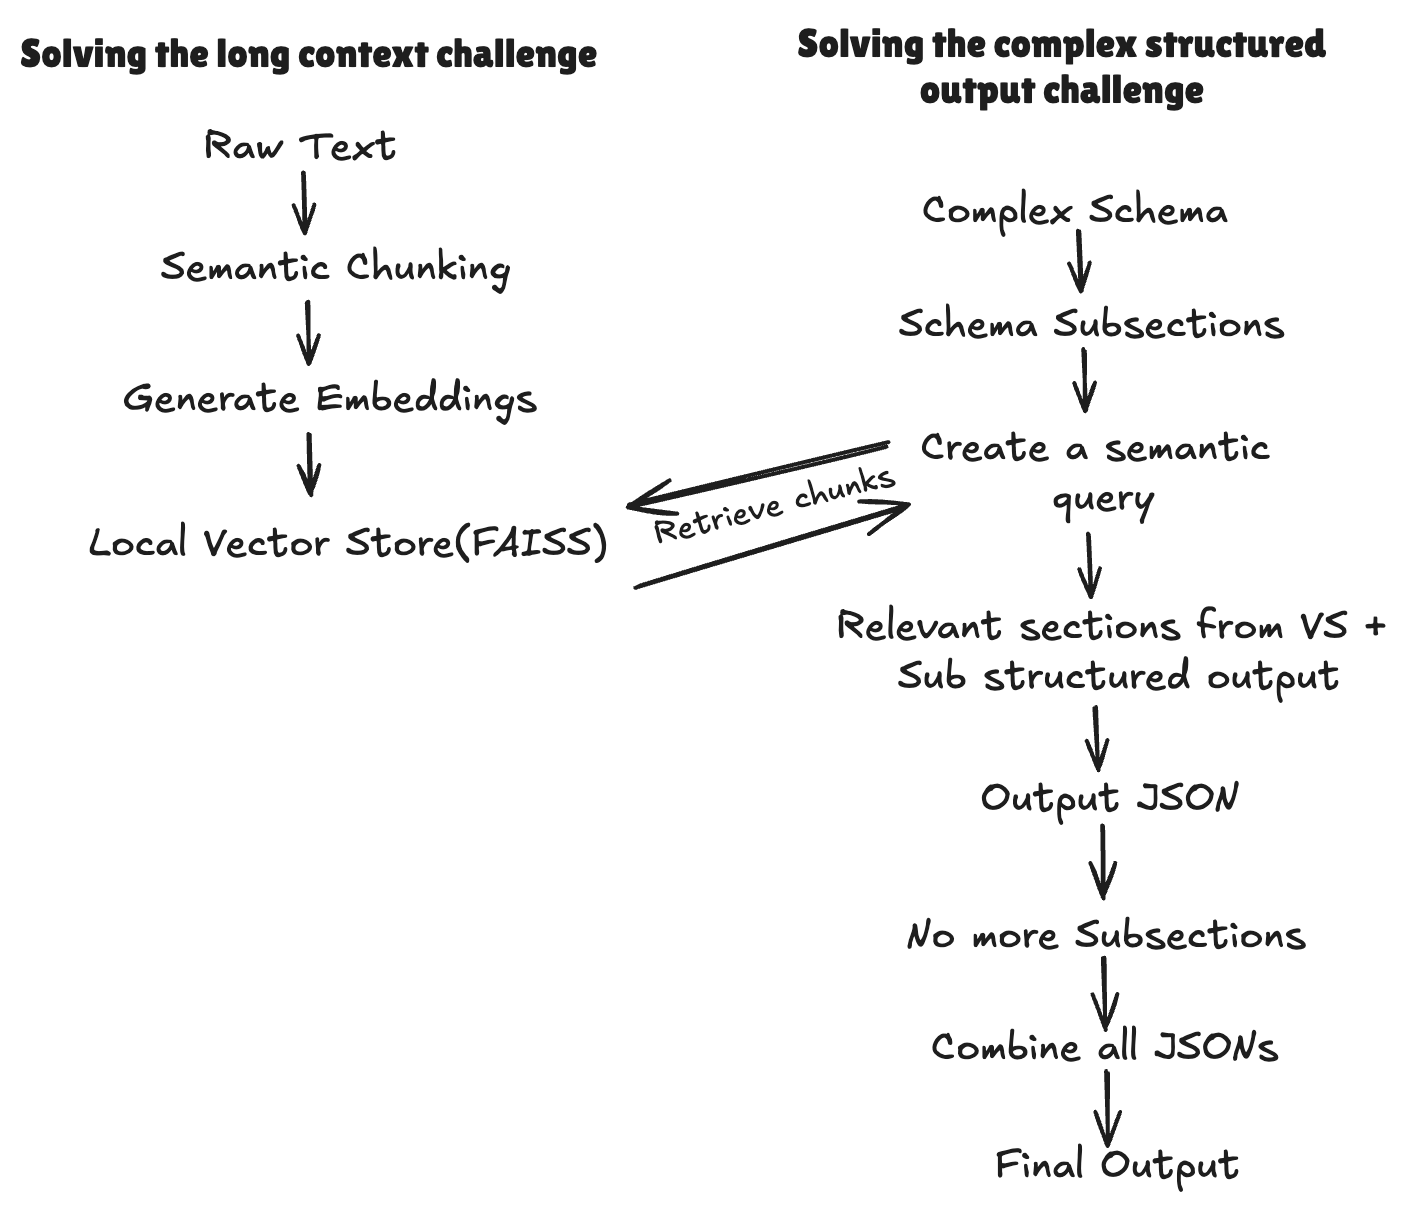 Solving the long context challenge
Raw Text
Semantic Chunking
Generate Embeddings
Local Vector Store(FAISS)
Retrieve chunks
Solving the complex structured
output challenge
Complex Schema
Schema Subsections
Create a semantic
query
Relevant sections from VS +
Sub structured output
Output JSON
No more Subsections
Combine all JSONs
Final Output